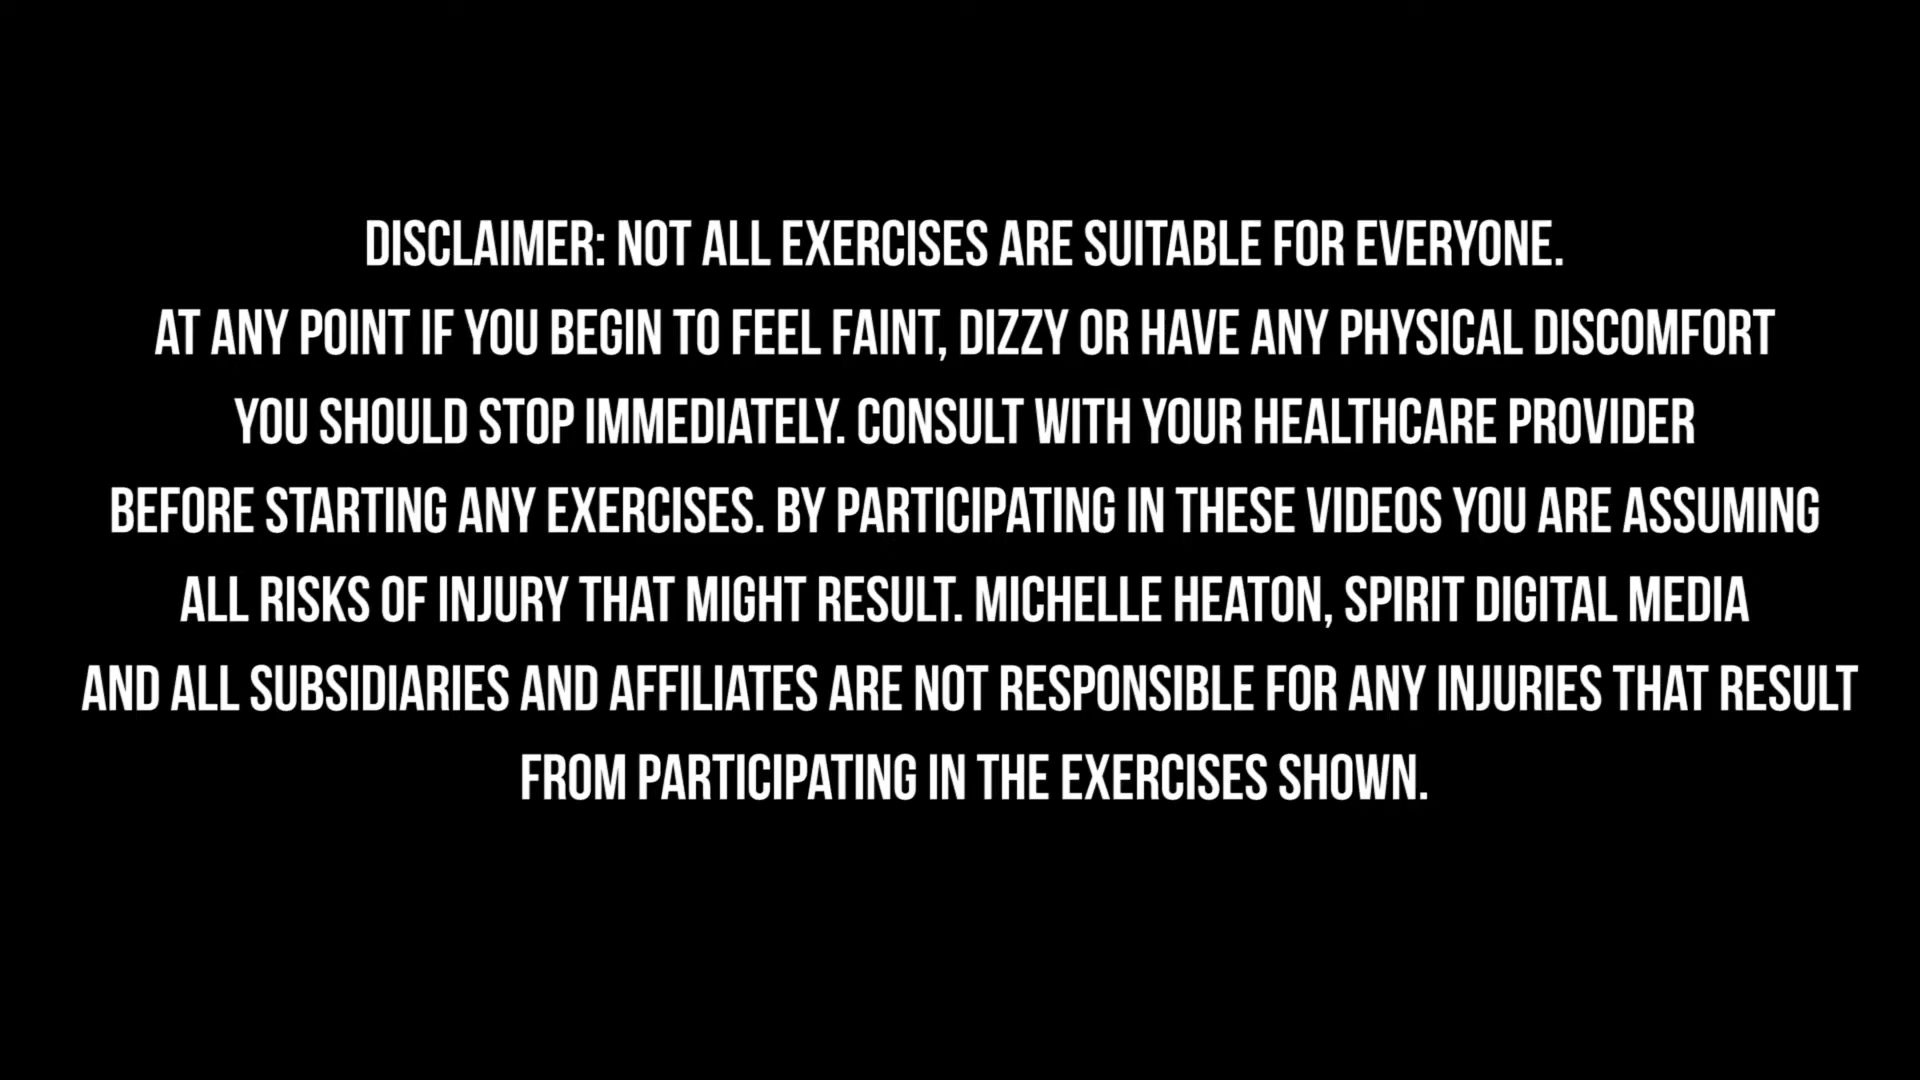 DISCLAIMER: NOT ALL EXERCISES ARE SUITABLE FOR EVERYONE.
AT ANY POINT IF YOU BEGIN TO FEEL FAINT, DIZZY OR HAVE ANY PHYSICAL DISCOMFORT
YOU SHOULD STOP IMMEDIATELY. CONSULT WITH YOUR HEALTHCARE PROVIDER
BEFORE STARTING ANY EXERCISES. BY PARTICIPATING IN THESE VIDEOS YOU ARE ASSUMING
ALL RISKS OF INJURY THAT MIGHT RESULT. MICHELLE HEATON, SPIRIT DIGITAL MEDIA
AND ALL SUBSIDIARIES AND AFFILIATES ARE NOT RESPONSIBLE FOR ANY INJURIES THAT RESULT
FROM PARTICIPATING IN THE EXERCISES SHOWN.